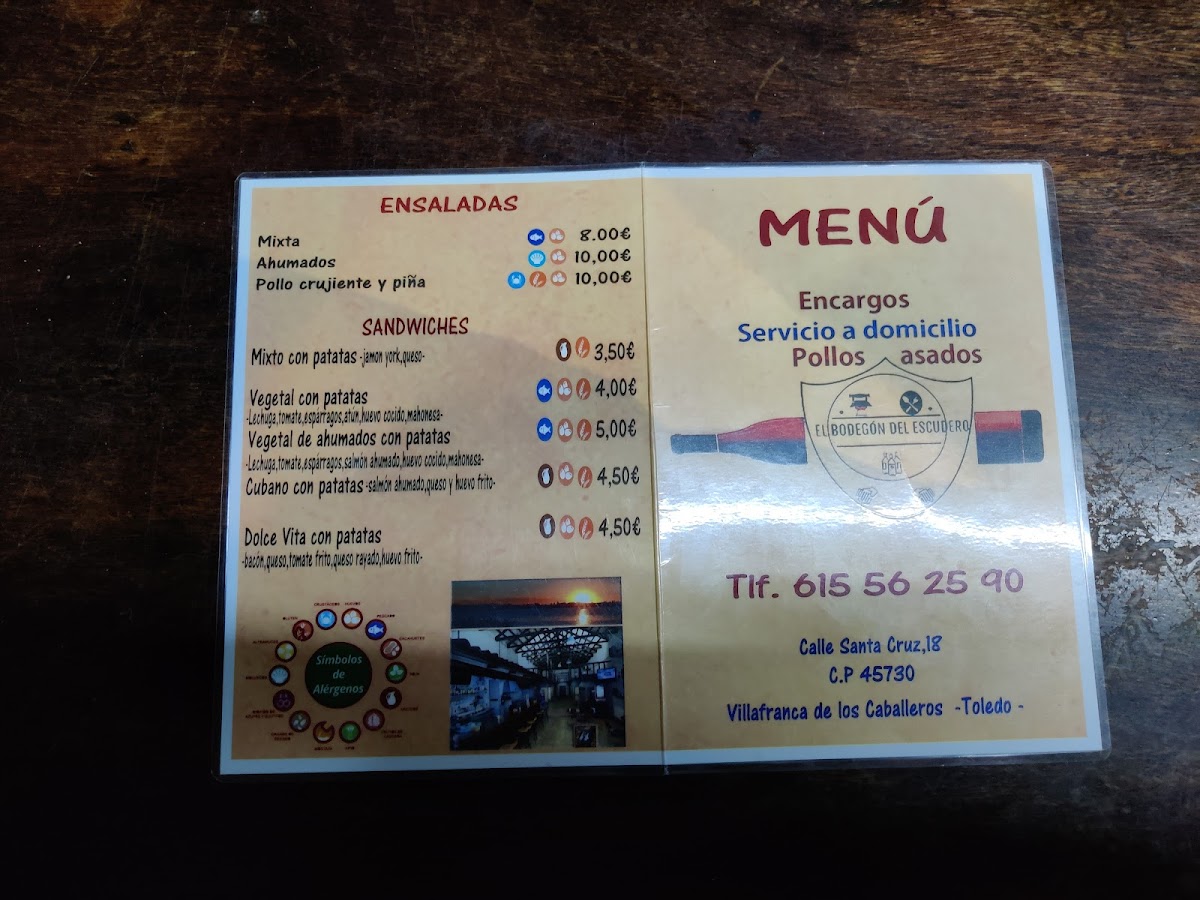 ENSALADAS
Mixta 8.00€
Ahumados 10,00€
Pollo crujiente y piña 10,00€
SANDWICHES
Mixto con patatas -jamon york,queso- 3,50€
Vegetal con patatas 4,00€
-Lechuga,tomate,espárragos,atún,huevo cocido,mahonesa-
Vegetal de ahumados con patatas 5,00€
-Lechuga,tomate,espárragos,salmón ahumado,huevo cocido,mahonesa-
Cubano con patatas -salmón ahumado,queso y huevo frito- 4,50€
Dolce Vita con patatas 4,50€
-bacón,queso,tomate frito,queso rayado,huevo frito-
Símbolos
de
Alérgenos
MENÚ
Encargos
Servicio a domicilio
Pollos asados
EL BODEGÓN DEL ESCUDERO
Tlf. 615 56 25 90
Calle Santa Cruz,18
C.P 45730
Villafranca de los Caballeros -Toledo -